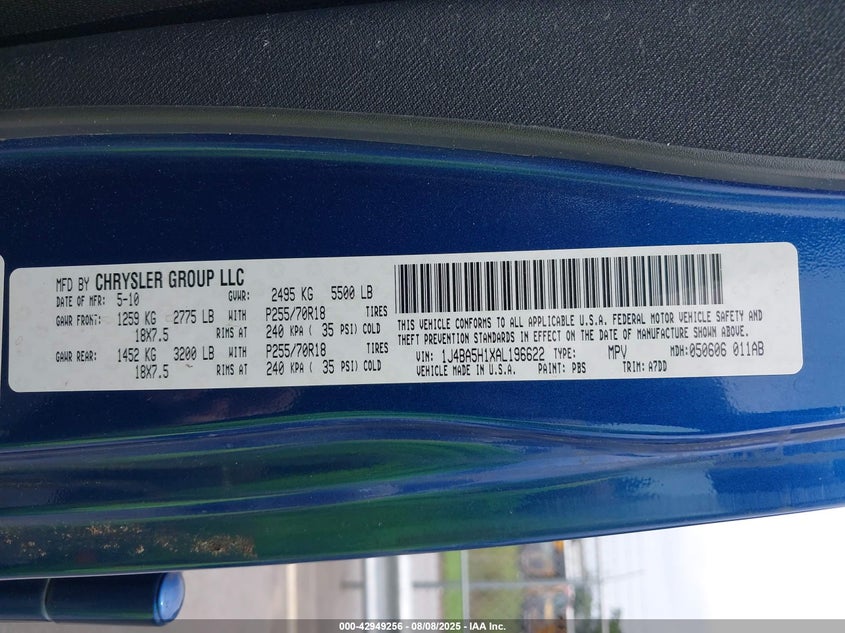 MFD BY CHRYSLER GROUP LLC
DATE OF MFR: 5-10 GVWR: 2495 KG 5500 LB
GAWR FRONT: 1259 KG 2775 LB WITH P255/70R18 TIRES
18X7.5 RIMS AT 240 KPA ( 35 PSI) COLD
GAWR REAR: 1452 KG 3200 LB WITH P255/70R18 TIRES
18X7.5 RIMS AT 240 KPA ( 35 PSI) COLD
THIS VEHICLE CONFORMS TO ALL APPLICABLE U.S.A. FEDERAL MOTOR VEHICLE SAFETY AND
THEFT PREVENTION STANDARDS IN EFFECT ON THE DATE OF MANUFACTURE SHOWN ABOVE.
VIN: 1J4BA5H1XAL196622 TYPE: MPV MDH: 050606 011AB
VEHICLE MADE IN U.S.A. PAINT: PBS TRIM: A7DD
000-42949256 - 08/08/2025 - IAA Inc.